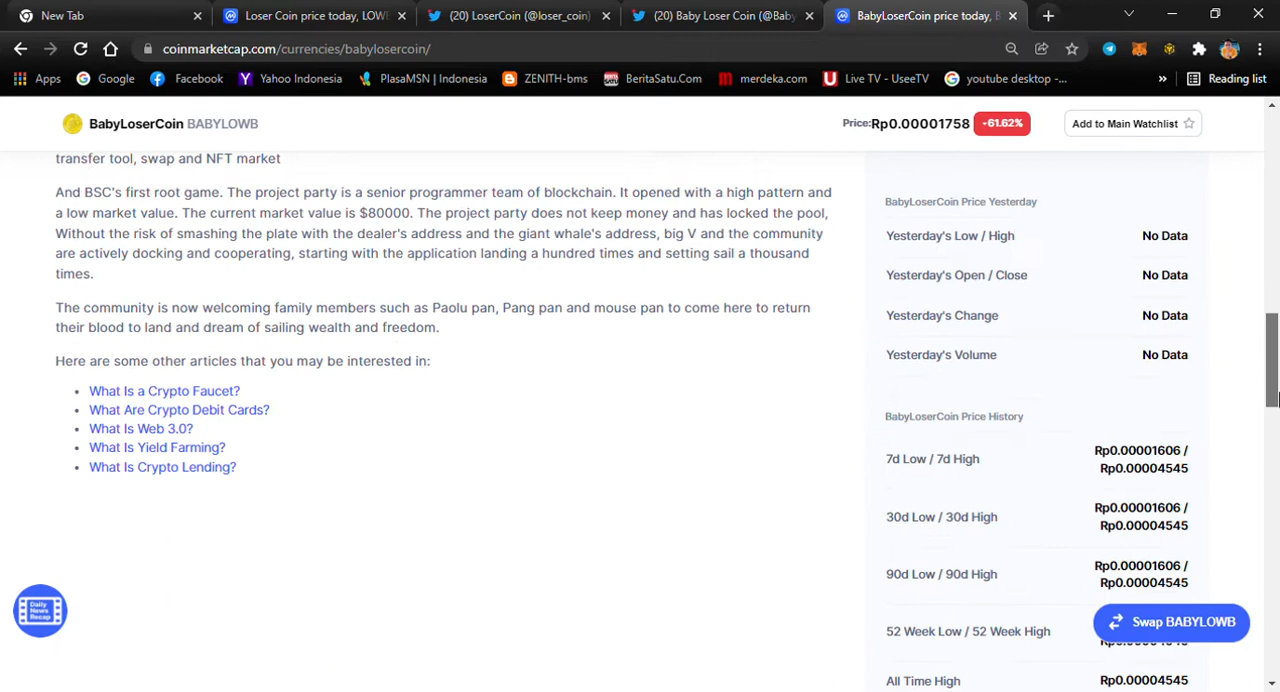 New Tab
Loser Coin price today, LOWE
(20) LoserCoin (@loser_coin)
(20) Baby Loser Coin (@Baby
BabyLoserCoin price today, B
coinmarketcap.com/currencies/babylosercoin/
Apps
Google
Facebook
Yahoo Indonesia
PlasaMSN | Indonesia
ZENITH-bms
BeritaSatu.Com
merdeka.com
Live TV - UseeTV
youtube desktop -...
»
Reading list
BabyLoserCoin BABYLOWB
Price:Rp0.00001758
-61.62%
Add to Main Watchlist
transfer tool, swap and NFT market
And BSC's first root game. The project party is a senior programmer team of blockchain. It opened with a high pattern and
a low market value. The current market value is $80000. The project party does not keep money and has locked the pool,
Without the risk of smashing the plate with the dealer's address and the giant whale's address, big V and the community
are actively docking and cooperating, starting with the application landing a hundred times and setting sail a thousand
times.
The community is now welcoming family members such as Paolu pan, Pang pan and mouse pan to come here to return
their blood to land and dream of sailing wealth and freedom.
Here are some other articles that you may be interested in:
• What Is a Crypto Faucet?
• What Are Crypto Debit Cards?
• What Is Web 3.0?
• What Is Yield Farming?
• What Is Crypto Lending?
Daily
News
Recap
BabyLoserCoin Price Yesterday
Yesterday's Low / High No Data
Yesterday's Open / Close No Data
Yesterday's Change No Data
Yesterday's Volume No Data
BabyLoserCoin Price History
7d Low / 7d High Rp0.00001606 /
Rp0.00004545
30d Low / 30d High Rp0.00001606 /
Rp0.00004545
90d Low / 90d High Rp0.00001606 /
Rp0.00004545
52 Week Low / 52 Week High
Swap BABYLOWB
All Time High Rp0.00004545